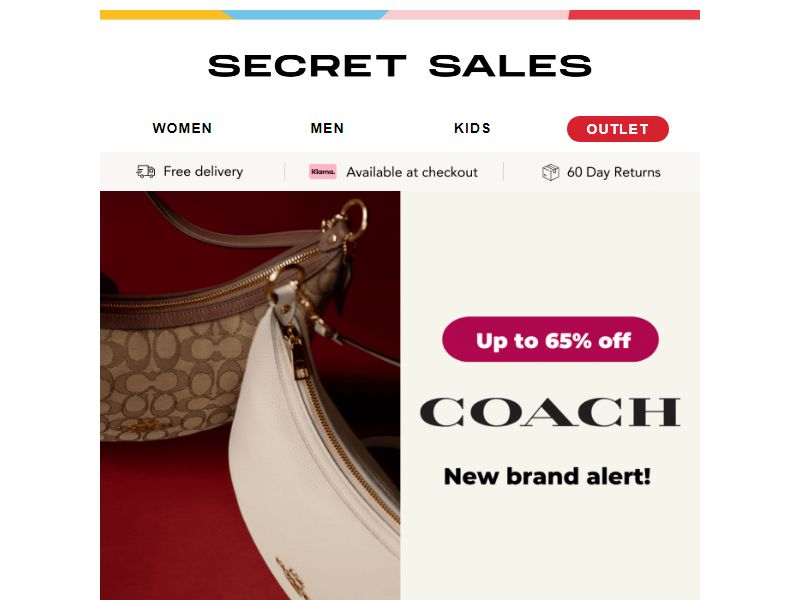 SECRET SALES
WOMEN MEN KIDS OUTLET
Free delivery Klarna. Available at checkout 60 Day Returns
Up to 65% off
COACH
New brand alert!